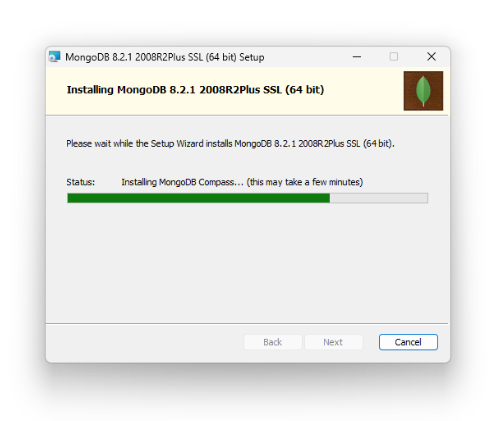 MongoDB 8.2.1 2008R2Plus SSL (64 bit) Setup
Installing MongoDB 8.2.1 2008R2Plus SSL (64 bit)
Please wait while the Setup Wizard installs MongoDB 8.2.1 2008R2Plus SSL (64 bit).
Status: Installing MongoDB Compass... (this may take a few minutes)
Back Next Cancel